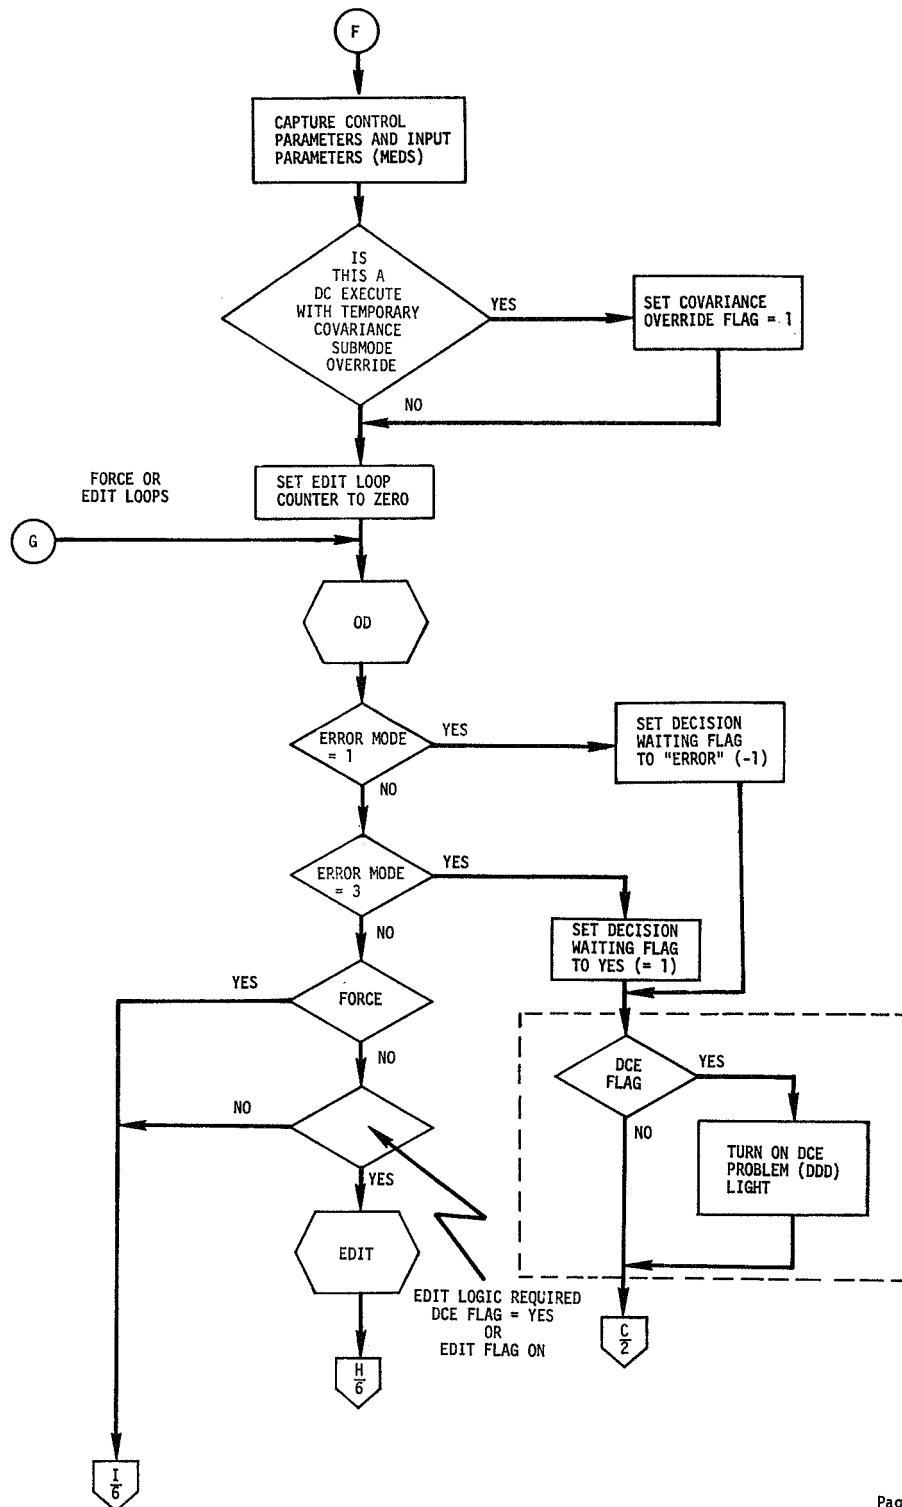 F
CAPTURE CONTROL
PARAMETERS AND INPUT
PARAMETERS (MEDS)
IS
THIS A
DC EXECUTE
WITH TEMPORARY
COVARIANCE
SUBMODE
OVERRIDE
YES
SET COVARIANCE
OVERRIDE FLAG = 1
NO
FORCE OR
EDIT LOOPS
SET EDIT LOOP
COUNTER TO ZERO
G
OD
ERROR MODE
= 1
YES
SET DECISION
WAITING FLAG
TO "ERROR" (-1)
NO
ERROR MODE
= 3
YES
SET DECISION
WAITING FLAG
TO YES (= 1)
NO
FORCE
YES
NO
NO
YES
DCE
FLAG
YES
NO
TURN ON DCE
PROBLEM (DDD)
LIGHT
EDIT
EDIT LOGIC REQUIRED
DCE FLAG = YES
OR
EDIT FLAG ON
C
2
H
6
I
6
Pag